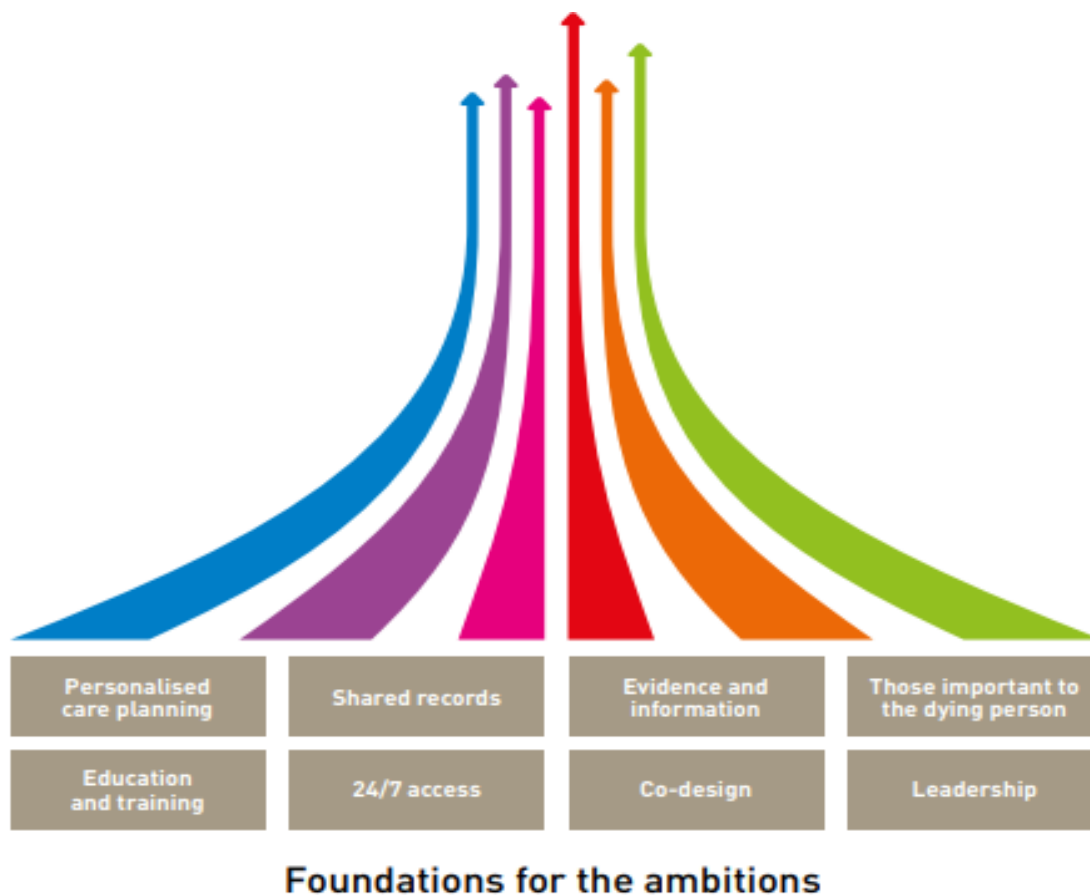 Personalised
care planning
Shared records
Evidence and
information
Those important to
the dying person
Education
and training
24/7 access
Co-design
Leadership
Foundations for the ambitions